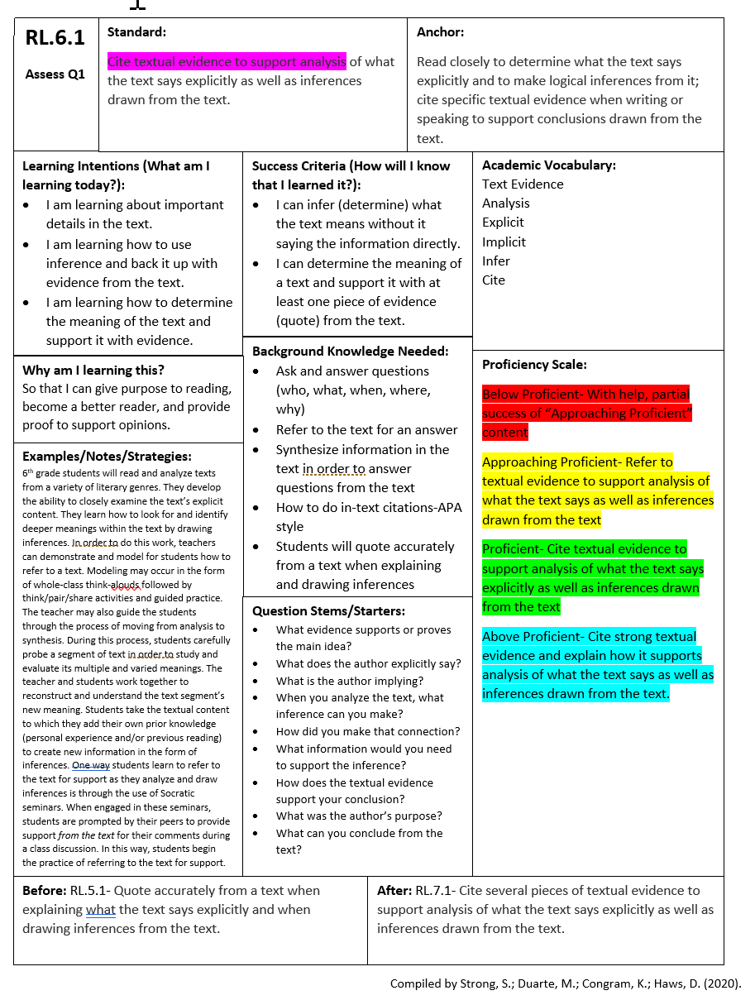 RL.6.1
Assess Q1
Standard:
Cite textual evidence to support analysis of what
the text says explicitly as well as inferences
drawn from the text.
Anchor:
Read closely to determine what the text says
explicitly and to make logical inferences from it;
cite specific textual evidence when writing or
speaking to support conclusions drawn from the
text.
Learning Intentions (What am I
learning today?):
• I am learning about important
details in the text.
• I am learning how to use
inference and back it up with
evidence from the text.
• I am learning how to determine
the meaning of the text and
support it with evidence.
Why am I learning this?
So that I can give purpose to reading,
become a better reader, and provide
proof to support opinions.
Examples/Notes/Strategies:
6th grade students will read and analyze texts
from a variety of literary genres. They develop
the ability to closely examine the text's explicit
content. They learn how to look for and identify
deeper meanings within the text by drawing
inferences. In order to do this work, teachers
can demonstrate and model for students how to
refer to a text. Modeling may occur in the form
of whole-class think-alouds followed by
think/pair/share activities and guided practice.
The teacher may also guide the students
through the process of moving from analysis to
synthesis. During this process, students carefully
probe a segment of text in order to study and
evaluate its multiple and varied meanings. The
teacher and students work together to
reconstruct and understand the text segment's
new meaning. Students take the textual content
to which they add their own prior knowledge
(personal experience and/or previous reading)
to create new information in the form of
inferences. One way students learn to refer to
the text for support as they analyze and draw
inferences is through the use of Socratic
seminars. When engaged in these seminars,
students are prompted by their peers to provide
support from the text for their comments during
a class discussion. In this way, students begin
the practice of referring to the text for support.
Success Criteria (How will I know
that I learned it?):
• I can infer (determine) what
the text means without it
saying the information directly.
• I can determine the meaning of
a text and support it with at
least one piece of evidence
(quote) from the text.
Background Knowledge Needed:
• Ask and answer questions
(who, what, when, where,
why)
• Refer to the text for an answer
• Synthesize information in the
text in order to answer
questions from the text
• How to do in-text citations-APA
style
• Students will quote accurately
from a text when explaining
and drawing inferences
Question Stems/Starters:
• What evidence supports or proves
the main idea?
• What does the author explicitly say?
• What is the author implying?
• When you analyze the text, what
inference can you make?
• How did you make that connection?
• What information would you need
to support the inference?
• How does the textual evidence
support your conclusion?
• What was the author's purpose?
• What can you conclude from the
text?
Academic Vocabulary:
Text Evidence
Analysis
Explicit
Implicit
Infer
Cite
Proficiency Scale:
Below Proficient- With help, partial
success of "Approaching Proficient"
content
Approaching Proficient- Refer to
textual evidence to support analysis of
what the text says as well as inferences
drawn from the text
Proficient- Cite textual evidence to
support analysis of what the text says
explicitly as well as inferences drawn
from the text
Above Proficient- Cite strong textual
evidence and explain how it supports
analysis of what the text says as well as
inferences drawn from the text.
Before: RL.5.1- Quote accurately from a text when
explaining what the text says explicitly and when
drawing inferences from the text.
After: RL.7.1- Cite several pieces of textual evidence to
support analysis of what the text says explicitly as well as
inferences drawn from the text.
Compiled by Strong, S.; Duarte, M.; Congram, K.; Haws, D. (2020).